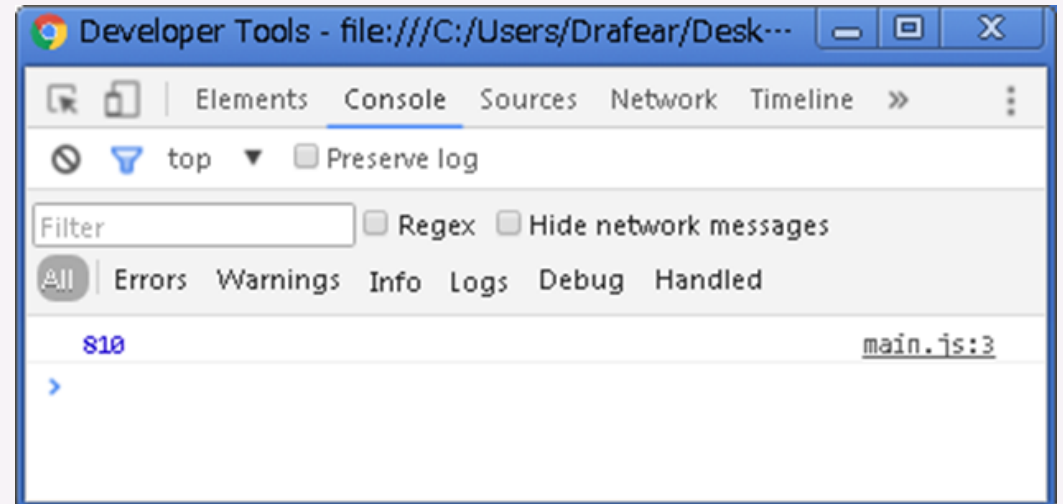 Developer Tools - file:///C:/Users/Drafear/Desk···
Elements Console Sources Network Timeline »
top ▼ Preserve log
Filter Regex Hide network messages
All Errors Warnings Info Logs Debug Handled
810 main.js:3
>